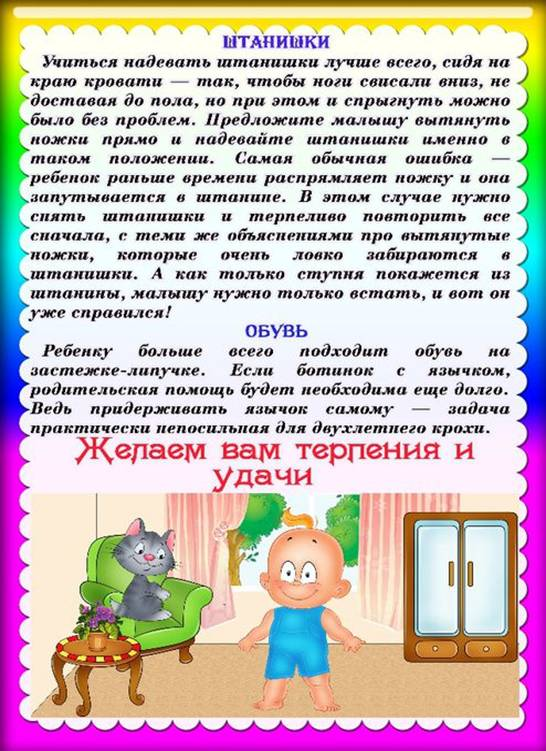 ШТАНИШКИ
Учиться надевать штанишки лучше всего, сидя на
краю кровати — так, чтобы ноги свисали вниз, не
доставая до пола, но при этом и спрыгнуть можно
было без проблем. Предложите малышу вытянуть
ножки прямо и надевайте штанишки именно в
таком положении. Самая обычная ошибка —
ребенок раньше времени распрямляет ножку и она
запутывается в штанине. В этом случае нужно
снять штанишки и терпеливо повторить все
сначала, с теми же объяснениями про вытянутые
ножки, которые очень ловко забираются в
штанишки. А как только ступня покажется из
штанины, малышу нужно только встать, и вот он
уже справился!
ОБУВЬ
Ребенку больше всего подходит обувь на
застежке-липучке. Если ботинок с язычком,
родительская помощь будет необходима еще долго.
Ведь придерживать язычок самому — задача
практически непосильная для двухлетнего крохи.
Желаем вам терпения и
удачи